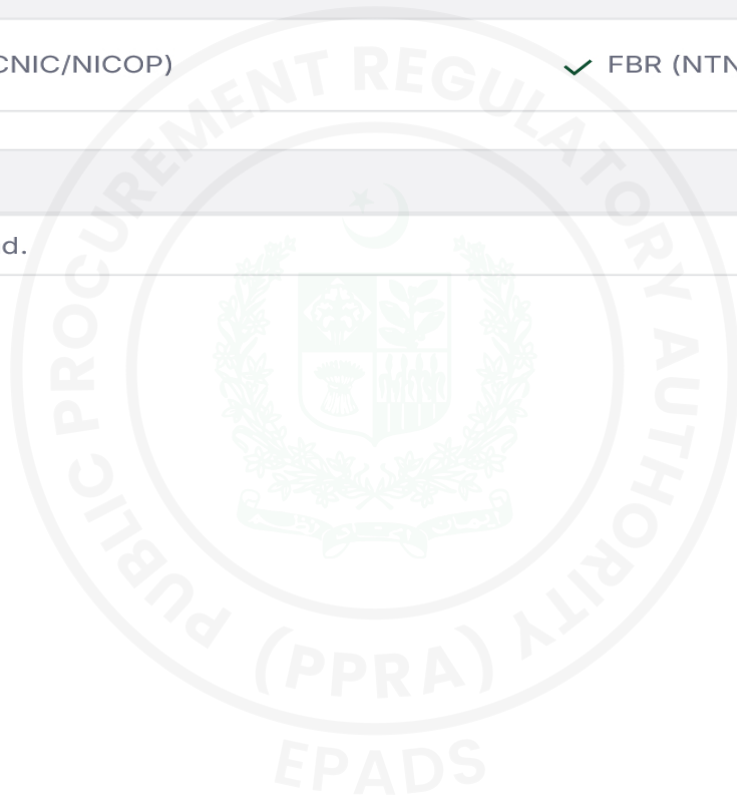 CNIC/NICOP) ✓ FBR (NTN
d.
PUBLIC PROCUREMENT REGULATORY AUTHORITY
(PPRA)
EPADS